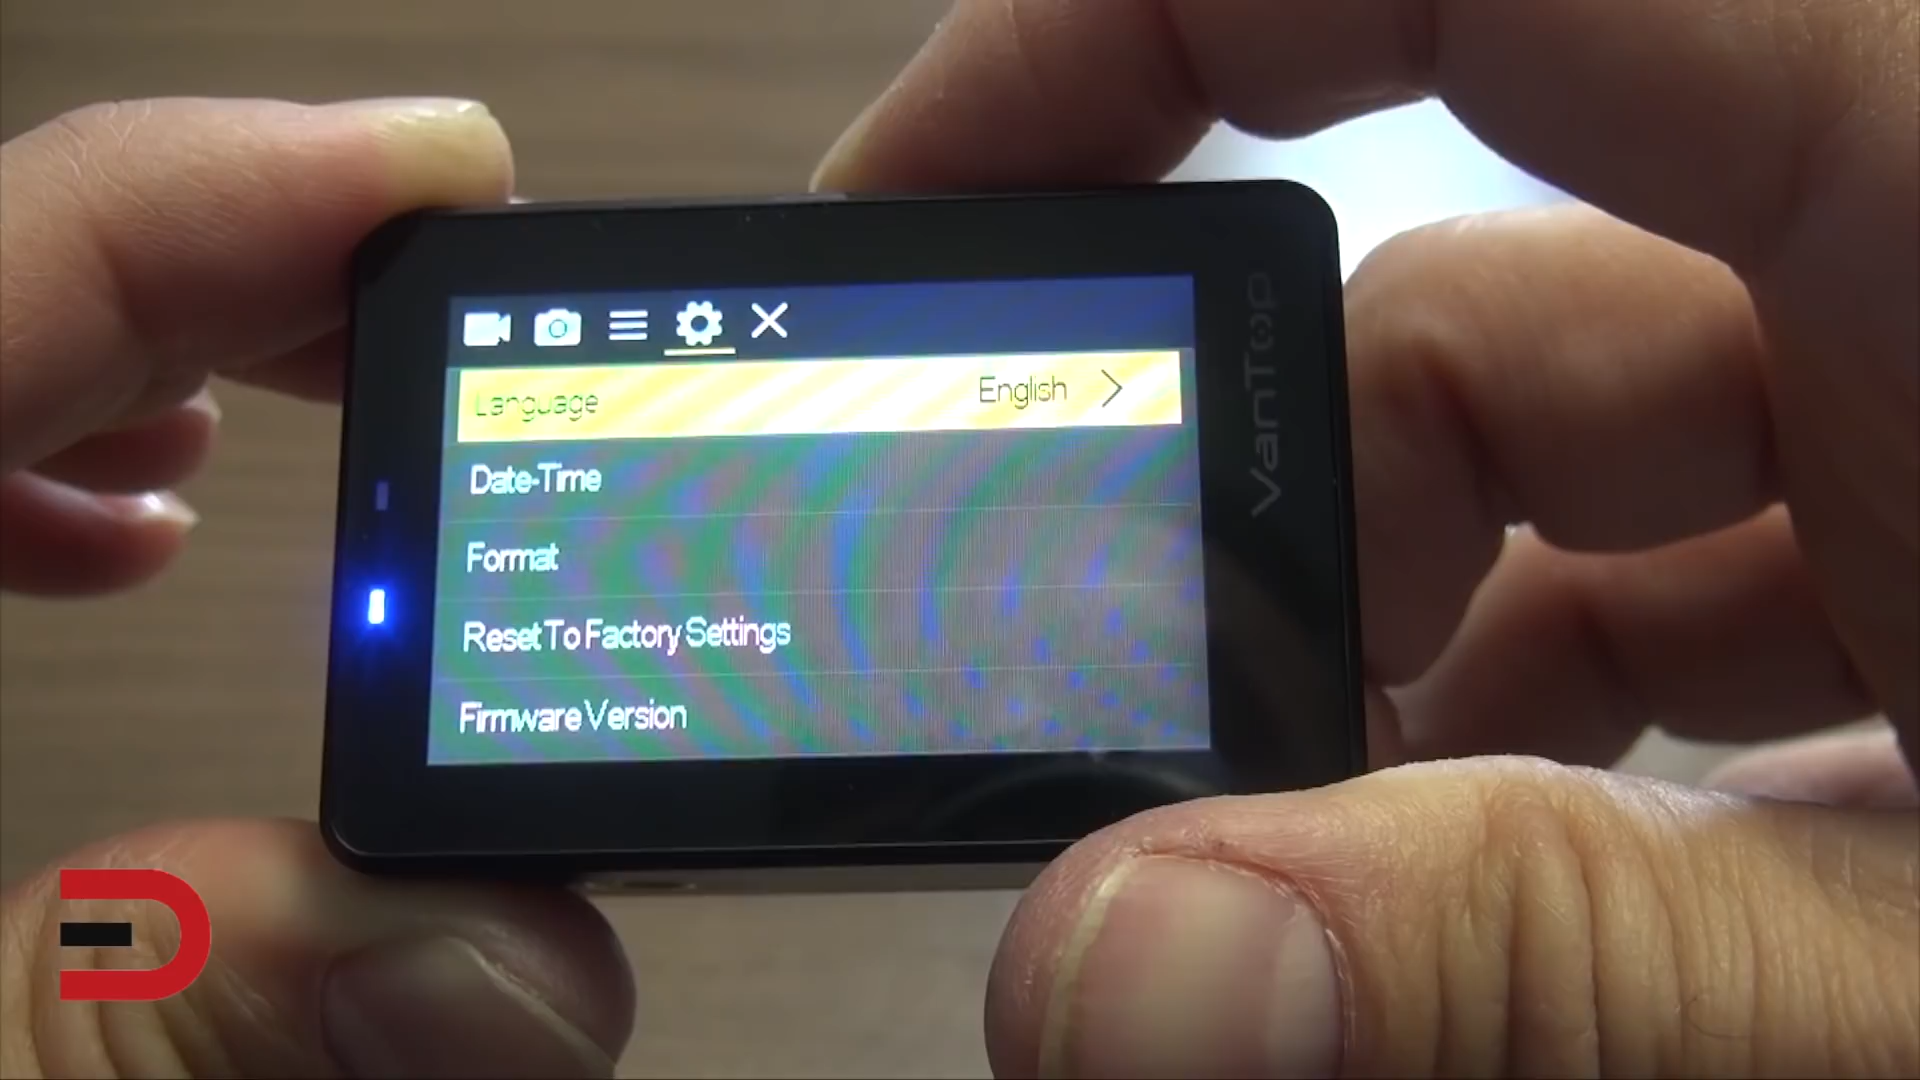 Language English
Date-Time
Format
Reset To Factory Settings
Firmware Version
VanTop